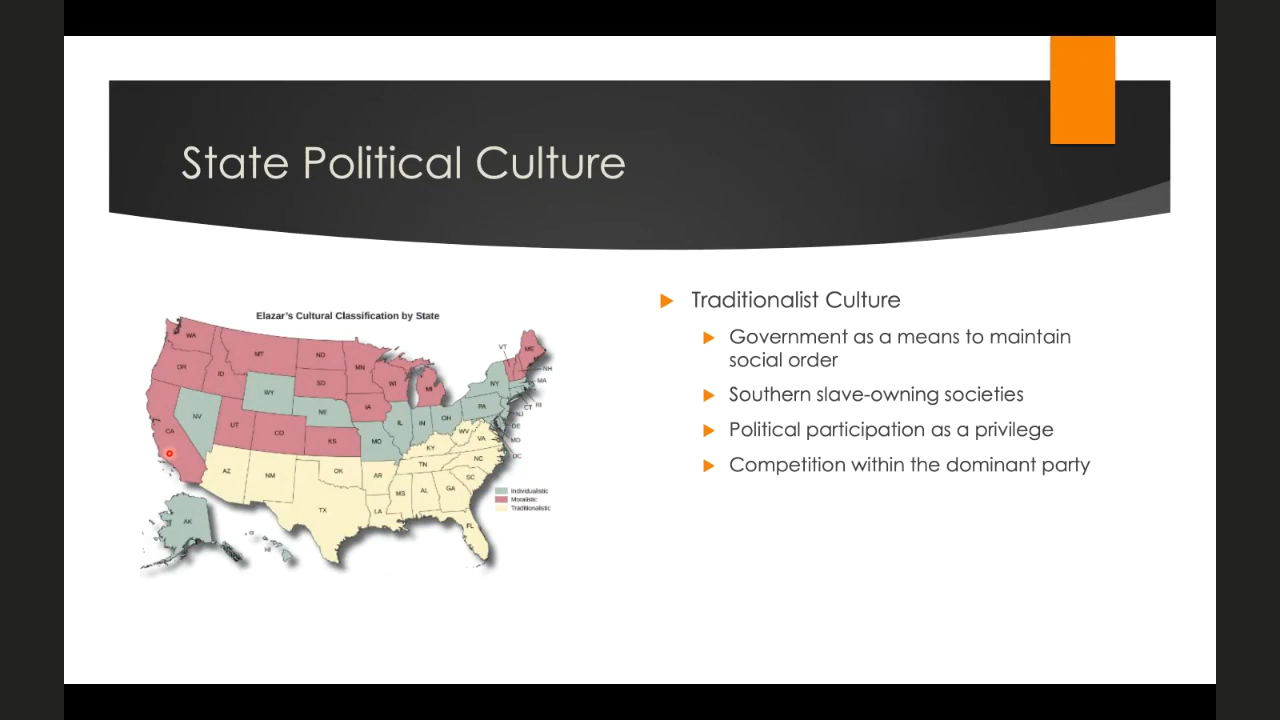 State Political Culture
Elazar's Cultural Classification by State
WA
MT
ND
MN
VT
ME
NH
OR
ID
SD
WI
MI
NY
MA
WY
IA
PA
CT
RI
NV
NE
IL
IN
OH
NJ
UT
CO
KS
MO
WV
VA
DE
MD
DC
CA
KY
AZ
NM
OK
AR
TN
NC
SC
MS
AL
GA
TX
LA
FL
AK
HI
Individualistic
Moralistic
Traditionalistic
Traditionalist Culture
Government as a means to maintain
social order
Southern slave-owning societies
Political participation as a privilege
Competition within the dominant party